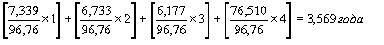 [7,339/96,76 × 1] + [6,733/96,76 × 2] + [6,177/96,76 × 3] + [76,510/96,76 × 4] = 3,569 года